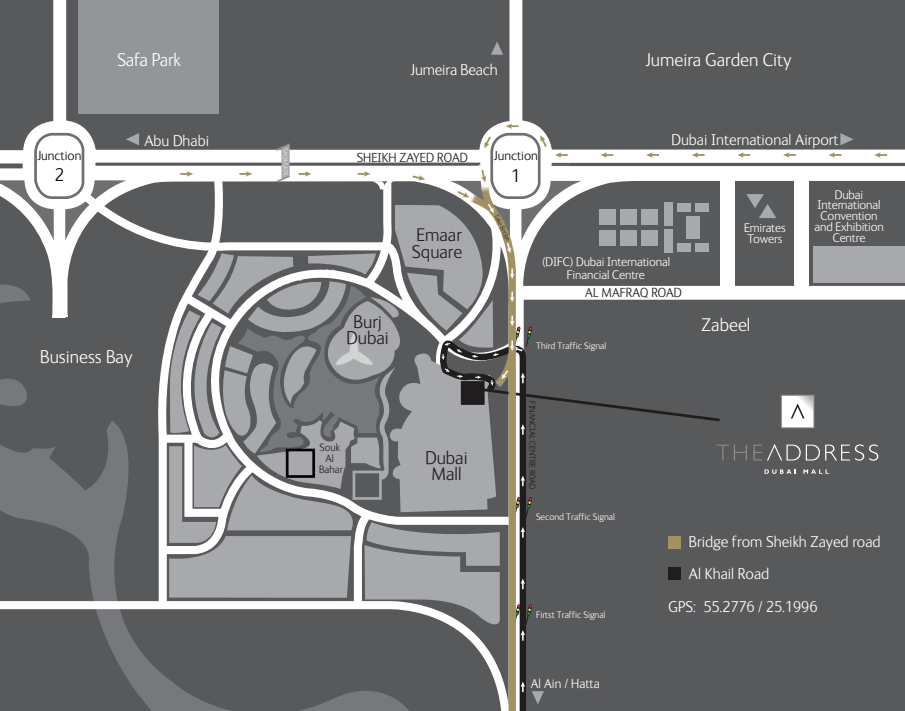 Safa Park
Jumeira Beach
Jumeira Garden City
Abu Dhabi
Dubai International Airport
SHEIKH ZAYED ROAD
Junction
2
Junction
1
Dubai
International
Convention
and Exhibition
Centre
Emirates
Towers
Emaar
Square
(DIFC) Dubai International
Financial Centre
AL MAFRAQ ROAD
Zabeel
Burj
Dubai
Third Traffic Signal
Business Bay
FINANCIAL CENTRE ROAD
Souk
Al
Bahar
Dubai
Mall
THE ADDRESS
DUBAI MALL
Second Traffic Signal
Bridge from Sheikh Zayed road
Al Khail Road
GPS: 55.2776 / 25.1996
Firtst Traffic Signal
Al Ain / Hatta